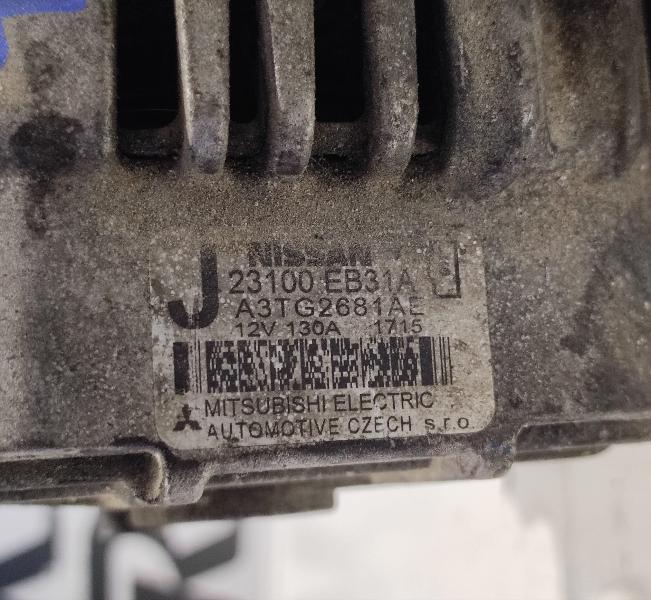 J
NISSAN
23100 EB31A
A3TG2681AE
12V 130A 1715
MITSUBISHI ELECTRIC
AUTOMOTIVE CZECH s.r.o.